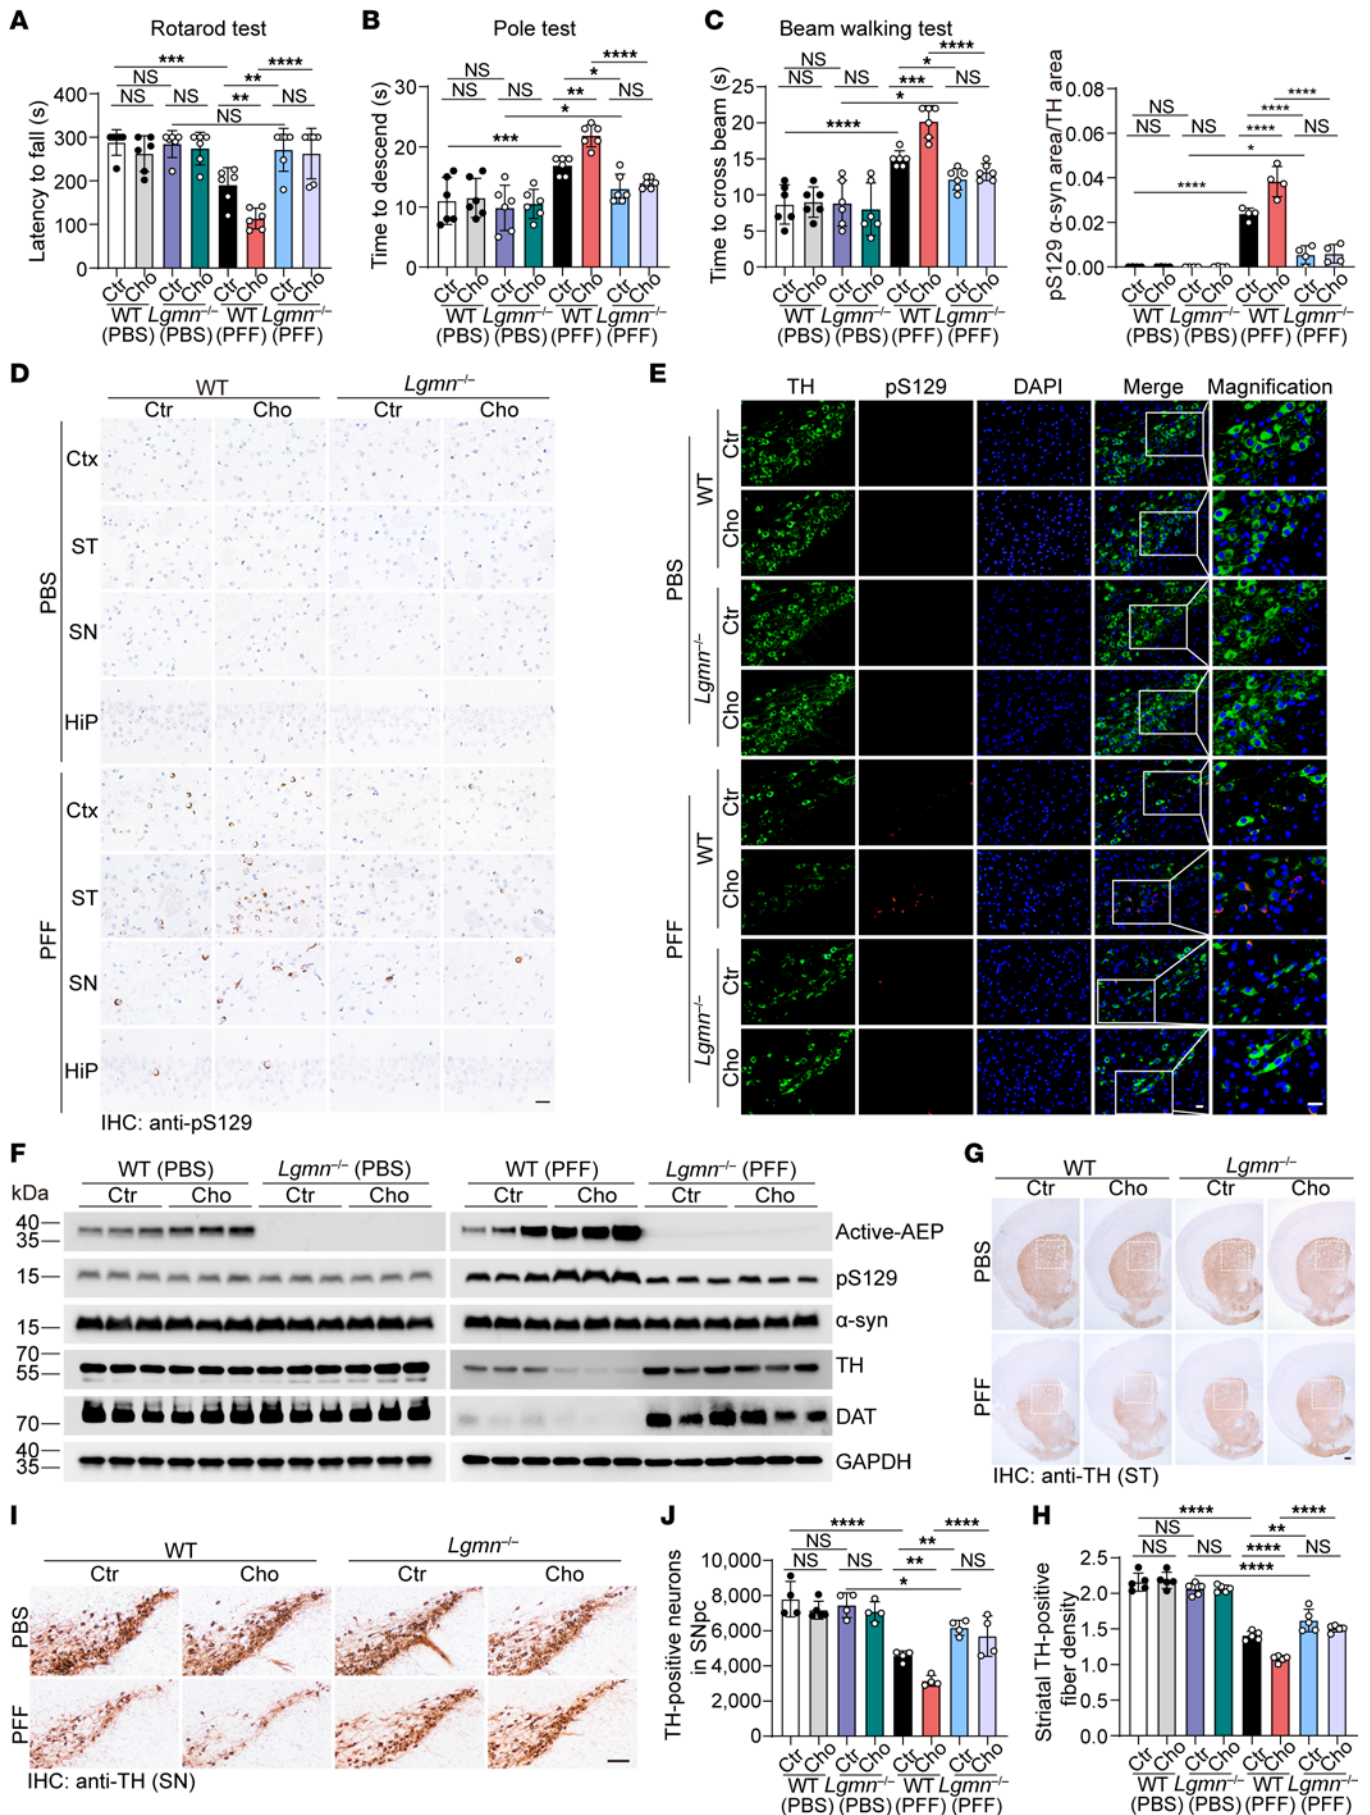 A
Rotarod test
*** NS ** ****
NS NS ** NS
NS
Latency to fall (s)
400
300
200
100
0
Ctr Cho Ctr Cho Ctr Cho Ctr Cho
WT Lgmn–/– WT Lgmn–/–
(PBS) (PBS) (PFF) (PFF)
B
Pole test
NS * ****
NS NS ** NS
*
***
Time to descend (s)
30
20
10
0
Ctr Cho Ctr Cho Ctr Cho Ctr Cho
WT Lgmn–/– WT Lgmn–/–
(PBS) (PBS) (PFF) (PFF)
C
Beam walking test
NS * ****
NS NS *** NS
*
****
Time to cross beam (s)
25
20
15
10
5
0
Ctr Cho Ctr Cho Ctr Cho Ctr Cho
WT Lgmn–/– WT Lgmn–/–
(PBS) (PBS) (PFF) (PFF)
pS129 α-syn area/TH area
NS **** ****
NS NS **** NS
*
****
0.08
0.06
0.04
0.02
0.00
Ctr Cho Ctr Cho Ctr Cho Ctr Cho
WT Lgmn–/– WT Lgmn–/–
(PBS) (PBS) (PFF) (PFF)
D
WT Lgmn–/–
Ctr Cho Ctr Cho
PBS
Ctx
ST
SN
HiP
PFF
Ctx
ST
SN
HiP
IHC: anti-pS129
E
TH pS129 DAPI Merge Magnification
PBS
WT
Ctr
Cho
Lgmn–/–
Ctr
Cho
PFF
WT
Ctr
Cho
Lgmn–/–
Ctr
Cho
F
WT (PBS) Lgmn–/– (PBS) WT (PFF) Lgmn–/– (PFF)
kDa Ctr Cho Ctr Cho Ctr Cho Ctr Cho
40
35
Active-AEP
15
pS129
15
α-syn
70
55
TH
70
DAT
40
35
GAPDH
G
WT Lgmn–/–
Ctr Cho Ctr Cho
PBS
PFF
IHC: anti-TH (ST)
I
WT Lgmn–/–
Ctr Cho Ctr Cho
PBS
PFF
IHC: anti-TH (SN)
J
**** ****
NS **
NS NS ** NS
*
TH-positive neurons
in SNpc
10,000
8,000
6,000
4,000
2,000
0
Ctr Cho Ctr Cho Ctr Cho Ctr Cho
WT Lgmn–/– WT Lgmn–/–
(PBS) (PBS) (PFF) (PFF)
H
**** ****
NS **
NS NS **** NS
****
Striatal TH-positive
fiber density
2.5
2.0
1.5
1.0
0.5
0.0
Ctr Cho Ctr Cho Ctr Cho Ctr Cho
WT Lgmn–/– WT Lgmn–/–
(PBS) (PBS) (PFF) (PFF)